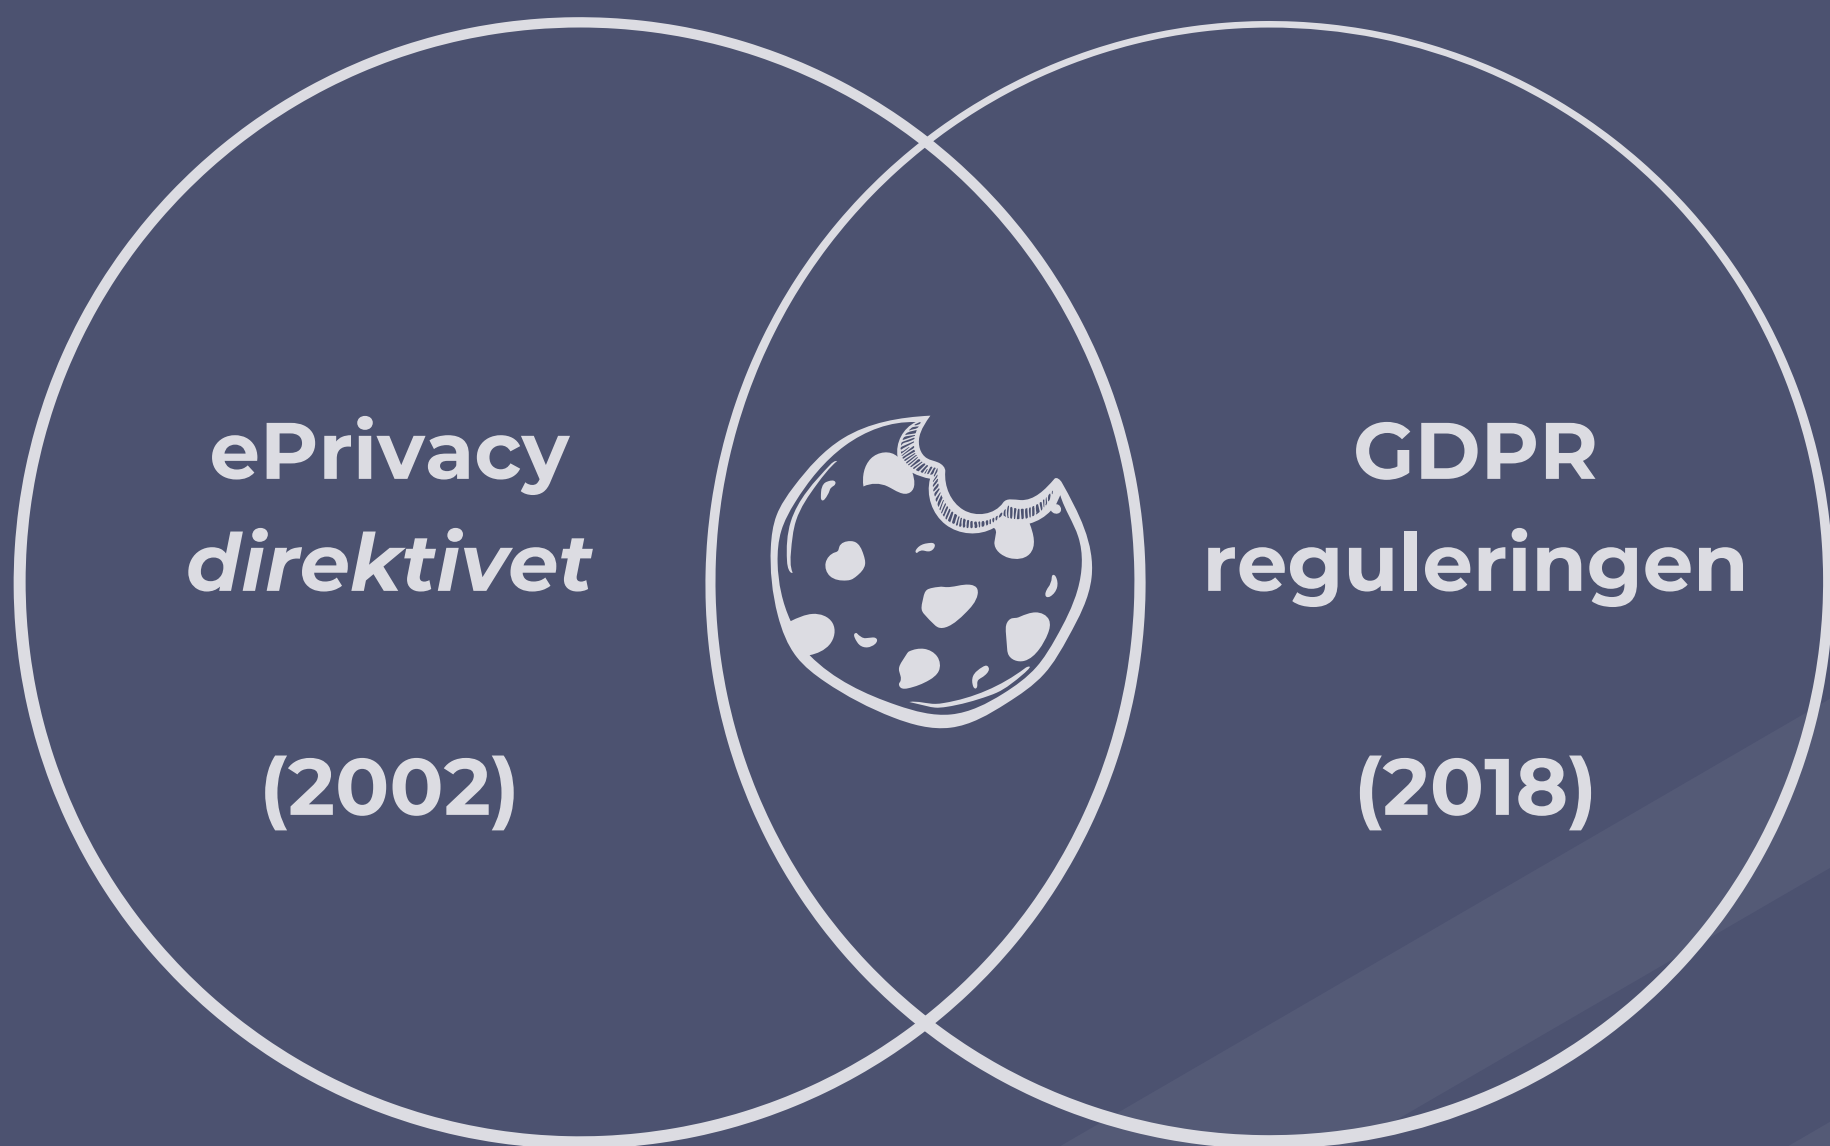 ePrivacy
direktivet
(2002)
GDPR
reguleringen
(2018)